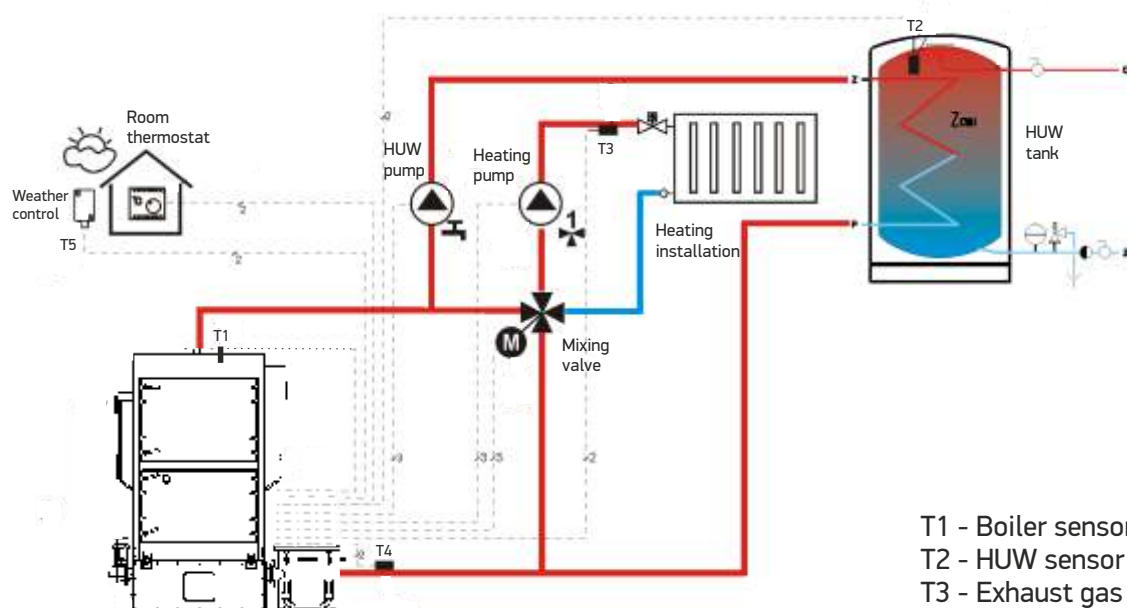 T2
Room
thermostat
HUW
pump
Heating
pump
T3
HUW
tank
Weather
control
T5
1
Heating
installation
T1
M
Mixing
valve
T4
T1 - Boiler sensor
T2 - HUW sensor
T3 - Exhaust gas